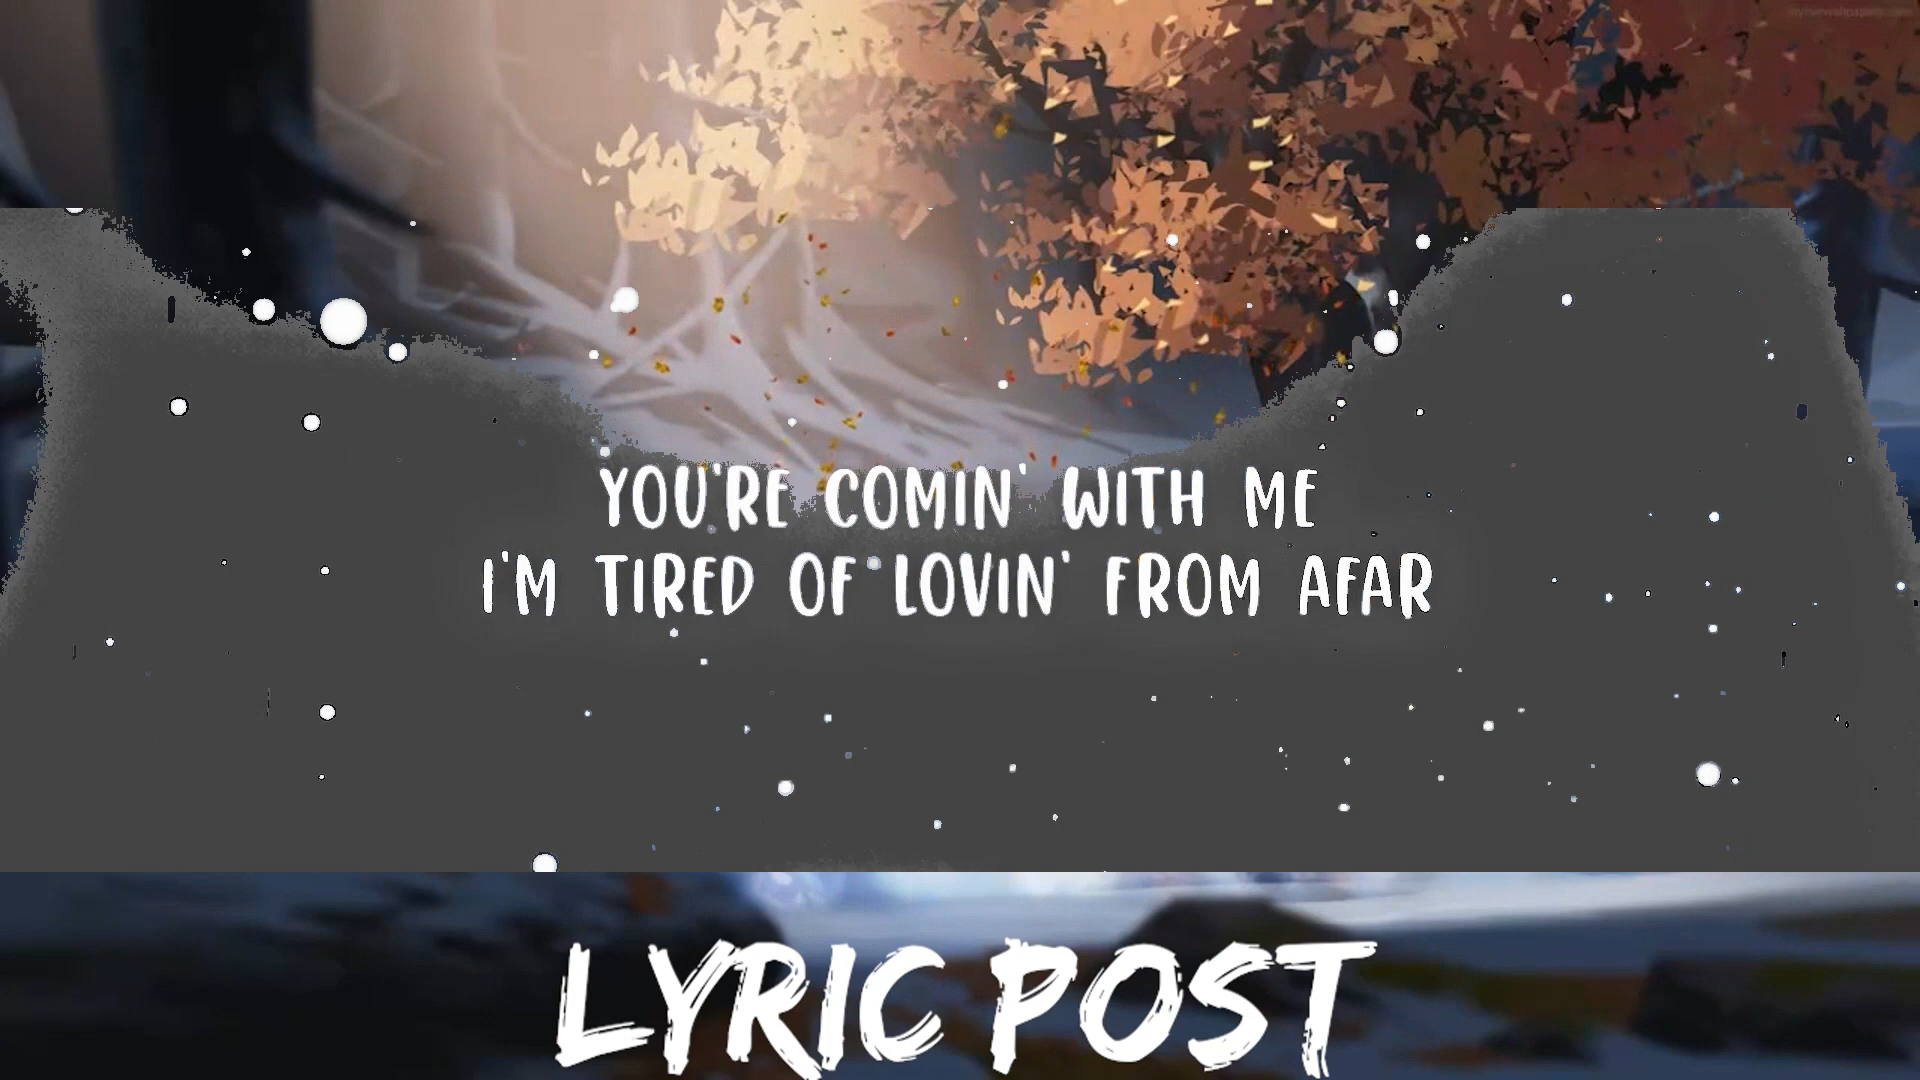 YOU'RE COMIN' WITH ME
I'M TIRED OF LOVIN' FROM AFAR
LYRIC POST